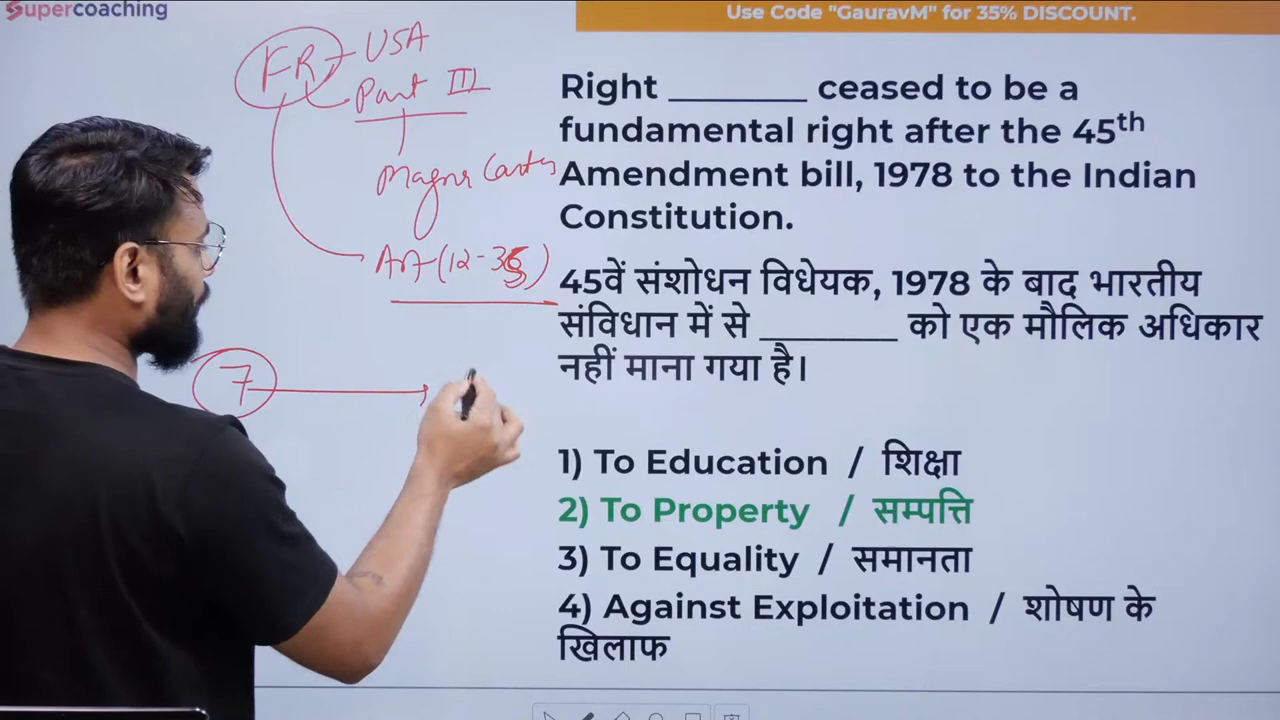 Supercoaching
Use Code "GauravM" for 35% DISCOUNT.
FR - USA
Part III
Magna Carta
Art (12-35)
7
Right ________ ceased to be a
fundamental right after the 45th
Amendment bill, 1978 to the Indian
Constitution.
45वें संशोधन विधेयक, 1978 के बाद भारतीय
संविधान में से ________ को एक मौलिक अधिकार
नहीं माना गया है।
1) To Education / शिक्षा
2) To Property / सम्पत्ति
3) To Equality / समानता
4) Against Exploitation / शोषण के
खिलाफ